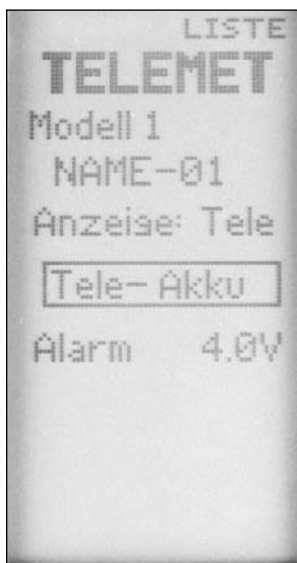 LISTE
TELEMET
Modell 1
NAME-01
Anzeige: Tele
Tele-Akku
Alarm 4.0V